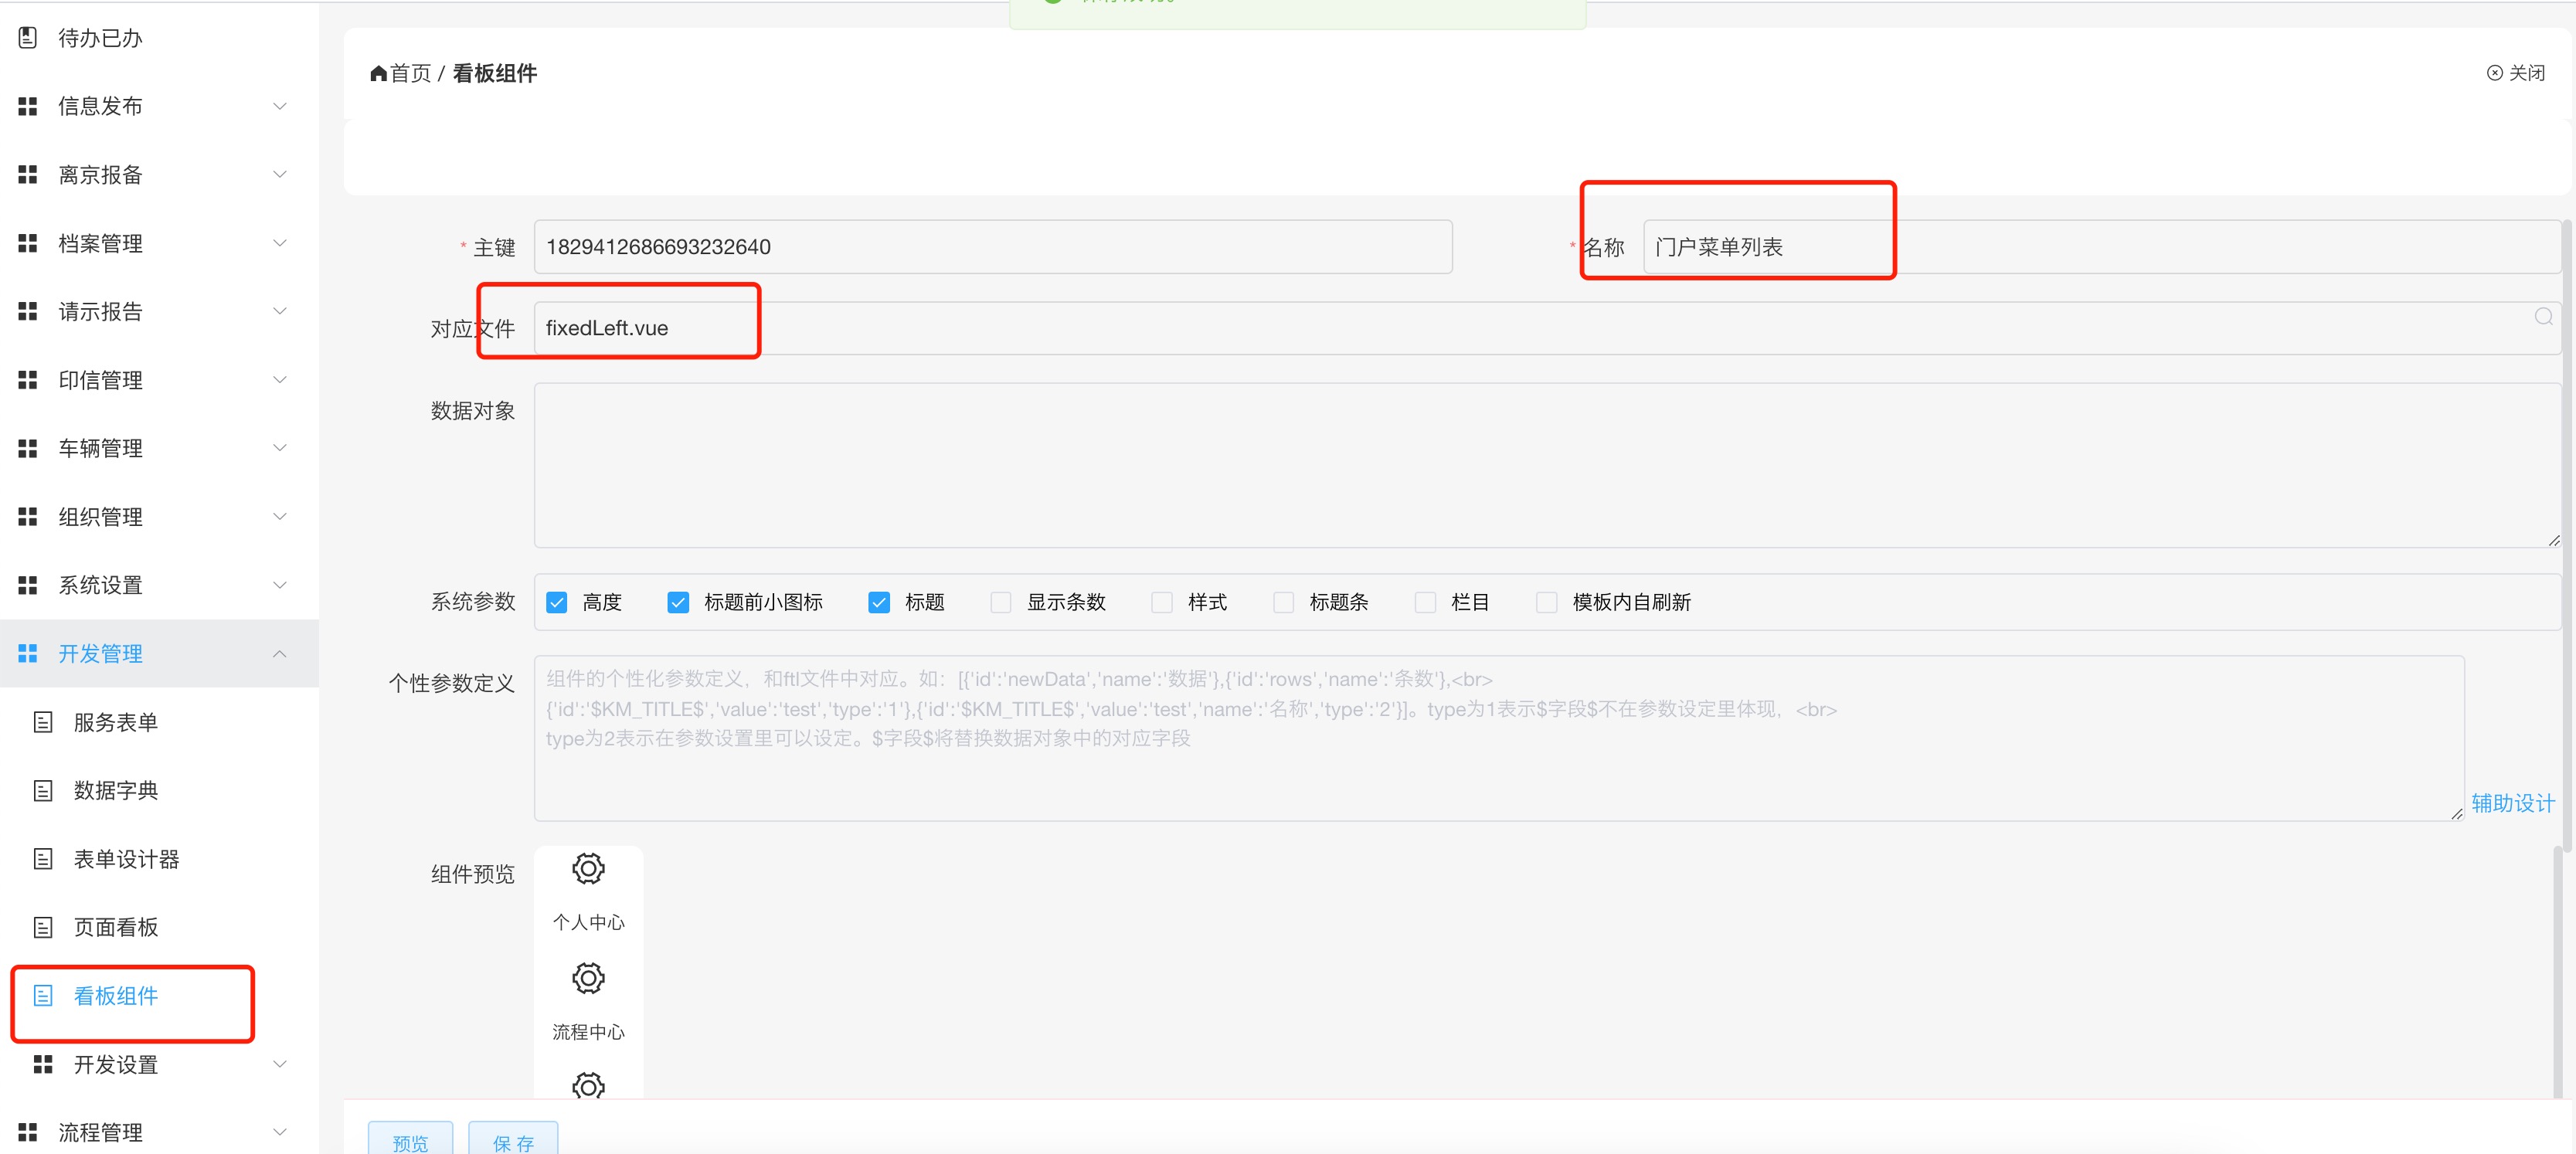 待办已办
信息发布
离京报备
档案管理
请示报告
印信管理
车辆管理
组织管理
系统设置
开发管理
服务表单
数据字典
表单设计器
页面看板
看板组件
开发设置
流程管理
首页 / 看板组件
关闭
* 主键 1829412686693232640
* 名称 门户菜单列表
对应文件 fixedLeft.vue
数据对象
系统参数 高度 标题前小图标 标题 显示条数 样式 标题条 栏目 模板内自刷新
个性参数定义 组件的个性化参数定义，和ftl文件中对应。如：[{'id':'newData','name':'数据'},{'id':'rows','name':'条数'},<br>
{'id':'$KM_TITLE$','value':'test','type':'1'},{'id':'$KM_TITLE$','value':'test','name':'名称','type':'2'}]。type为1表示$字段$不在参数设定里体现，<br>
type为2表示在参数设置里可以设定。$字段$将替换数据对象中的对应字段
辅助设计
组件预览
个人中心
流程中心
预览 保 存